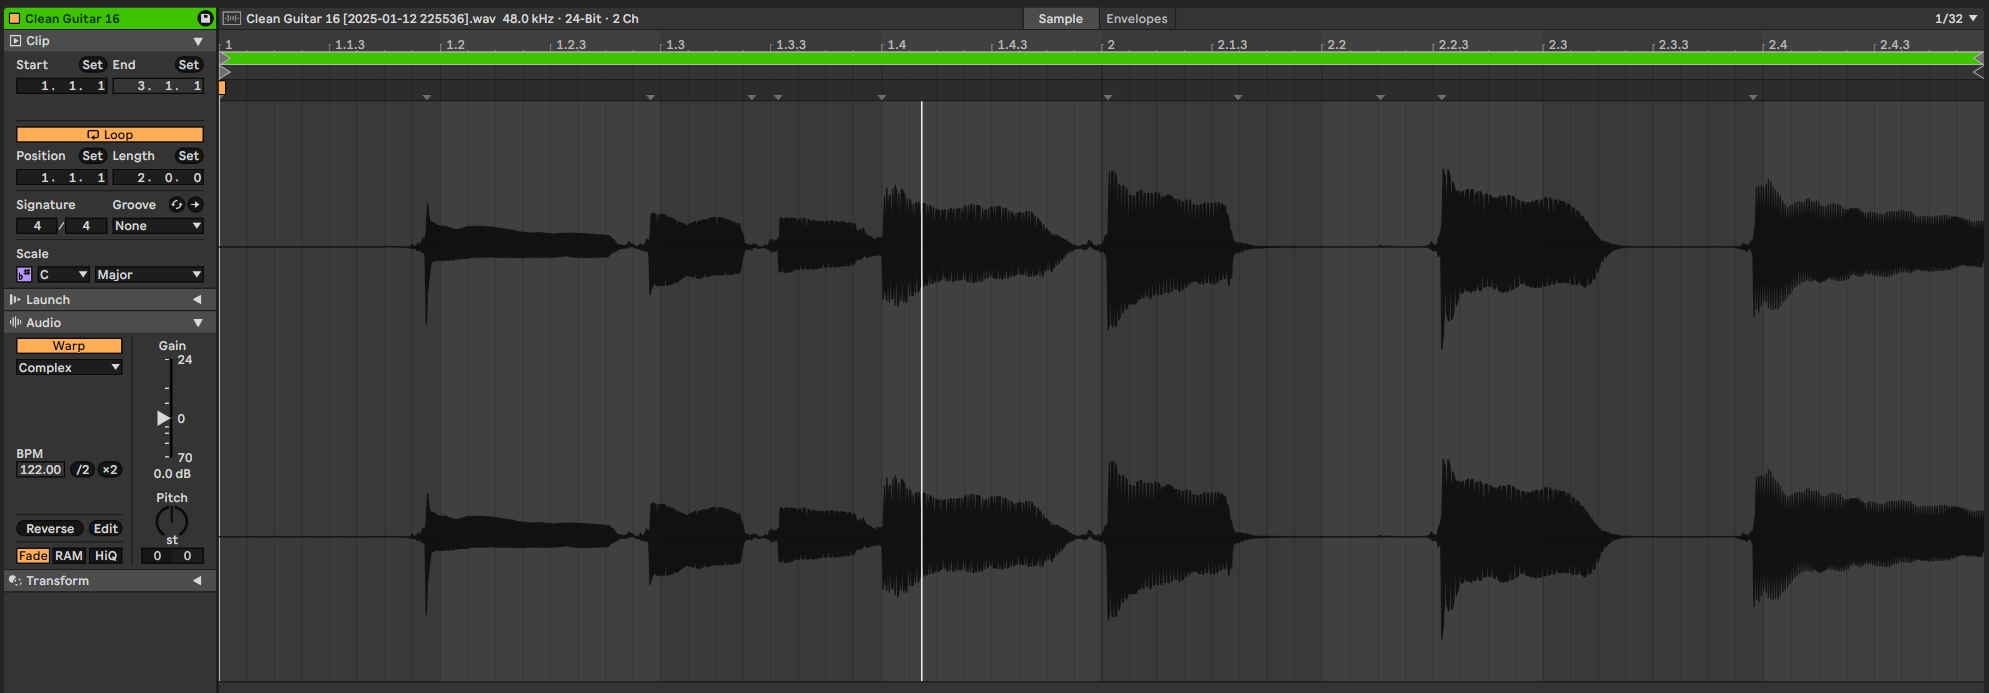 Clean Guitar 16
Clean Guitar 16 [2025-01-12 225536].wav 48.0 kHz · 24-Bit · 2 Ch
Sample
Envelopes
1/32
Clip
1 1.1.3 1.2 1.2.3 1.3 1.3.3 1.4 1.4.3 2 2.1.3 2.2 2.2.3 2.3 2.3.3 2.4 2.4.3
Start Set End Set
1. 1. 1 3. 1. 1
Loop
Position Set Length Set
1. 1. 1 2. 0. 0
Signature Groove
4 / 4 None
Scale
b# C Major
Launch
Audio
Warp Gain
Complex 24
0
BPM 70
122.00 /2 ×2 0.0 dB
Pitch
Reverse Edit st
Fade RAM HiQ 0 0
Transform